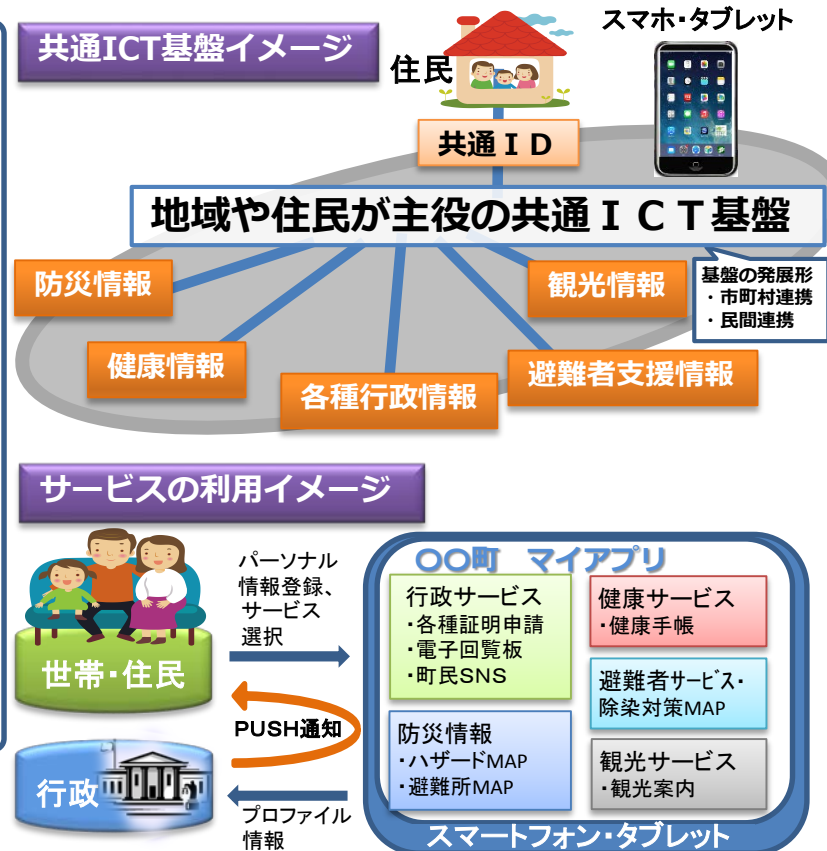 共通ICT基盤イメージ
スマホ・タブレット
住民
共通ＩＤ
地域や住民が主役の共通ＩＣＴ基盤
防災情報
観光情報
基盤の発展形
・市町村連携
・民間連携
健康情報
避難者支援情報
各種行政情報
サービスの利用イメージ
パーソナル
情報登録、
サービス
選択
世帯・住民
PUSH通知
行政
プロファイル
情報
〇〇町　マイアプリ
行政サービス
・各種証明申請
・電子回覧板
・町民SNS
健康サービス
・健康手帳
避難者サービス・
除染対策MAP
防災情報
・ハザードMAP
・避難所MAP
観光サービス
・観光案内
スマートフォン・タブレット